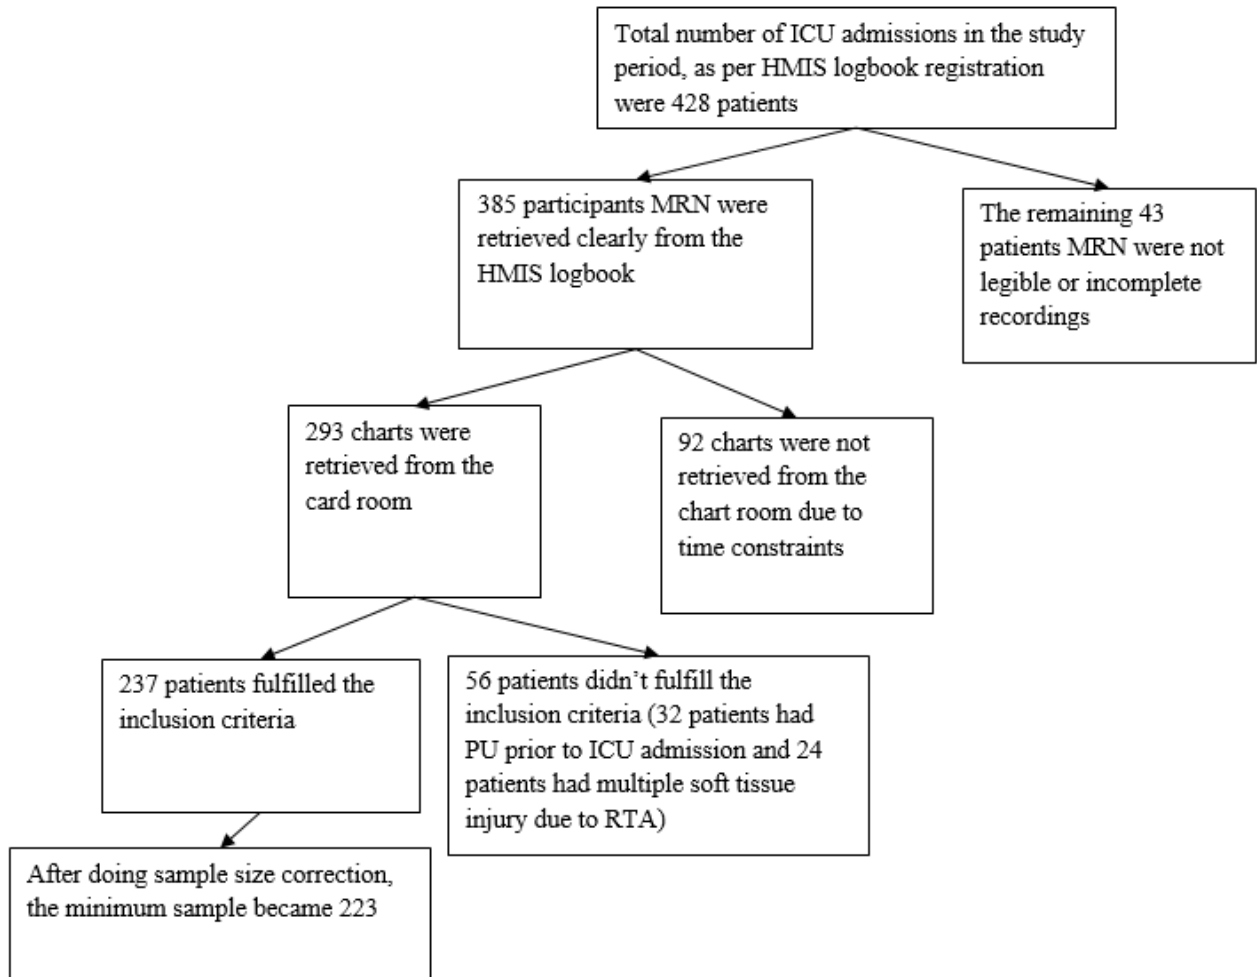 Total number of ICU admissions in the study
period, as per HMIS logbook registration
were 428 patients
385 participants MRN were
retrieved clearly from the
HMIS logbook
The remaining 43
patients MRN were not
legible or incomplete
recordings
293 charts were
retrieved from the
card room
92 charts were not
retrieved from the
chart room due to
time constraints
237 patients fulfilled the
inclusion criteria
56 patients didn’t fulfill the
inclusion criteria (32 patients had
PU prior to ICU admission and 24
patients had multiple soft tissue
injury due to RTA)
After doing sample size correction,
the minimum sample became 223